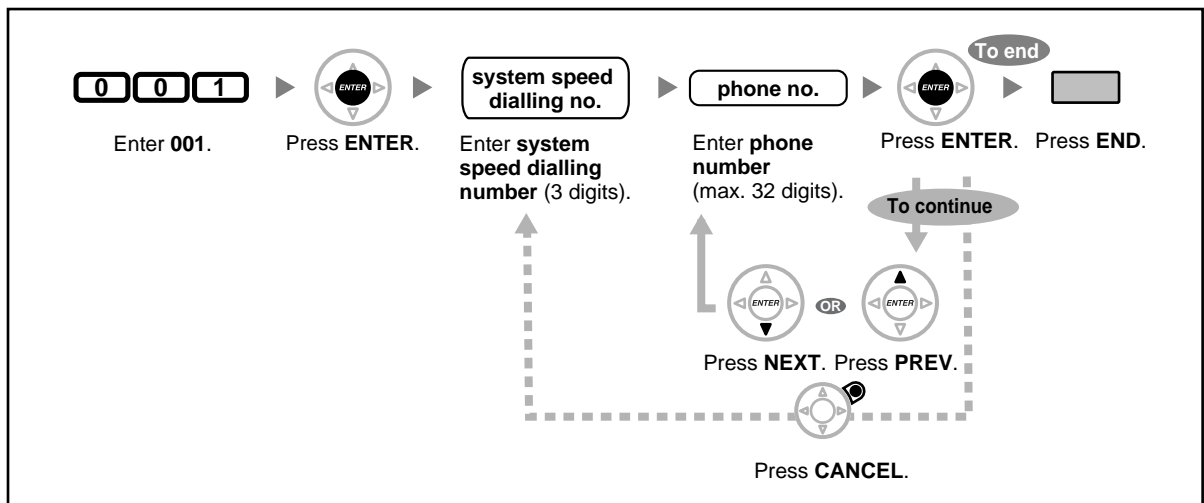 To end
0 0 1
ENTER
system speed
dialling no.
phone no.
ENTER
Enter 001.
Press ENTER.
Enter system
speed dialling
number (3 digits).
Enter phone
number
(max. 32 digits).
Press ENTER.
Press END.
To continue
ENTER
OR
ENTER
Press NEXT.
Press PREV.
Press CANCEL.